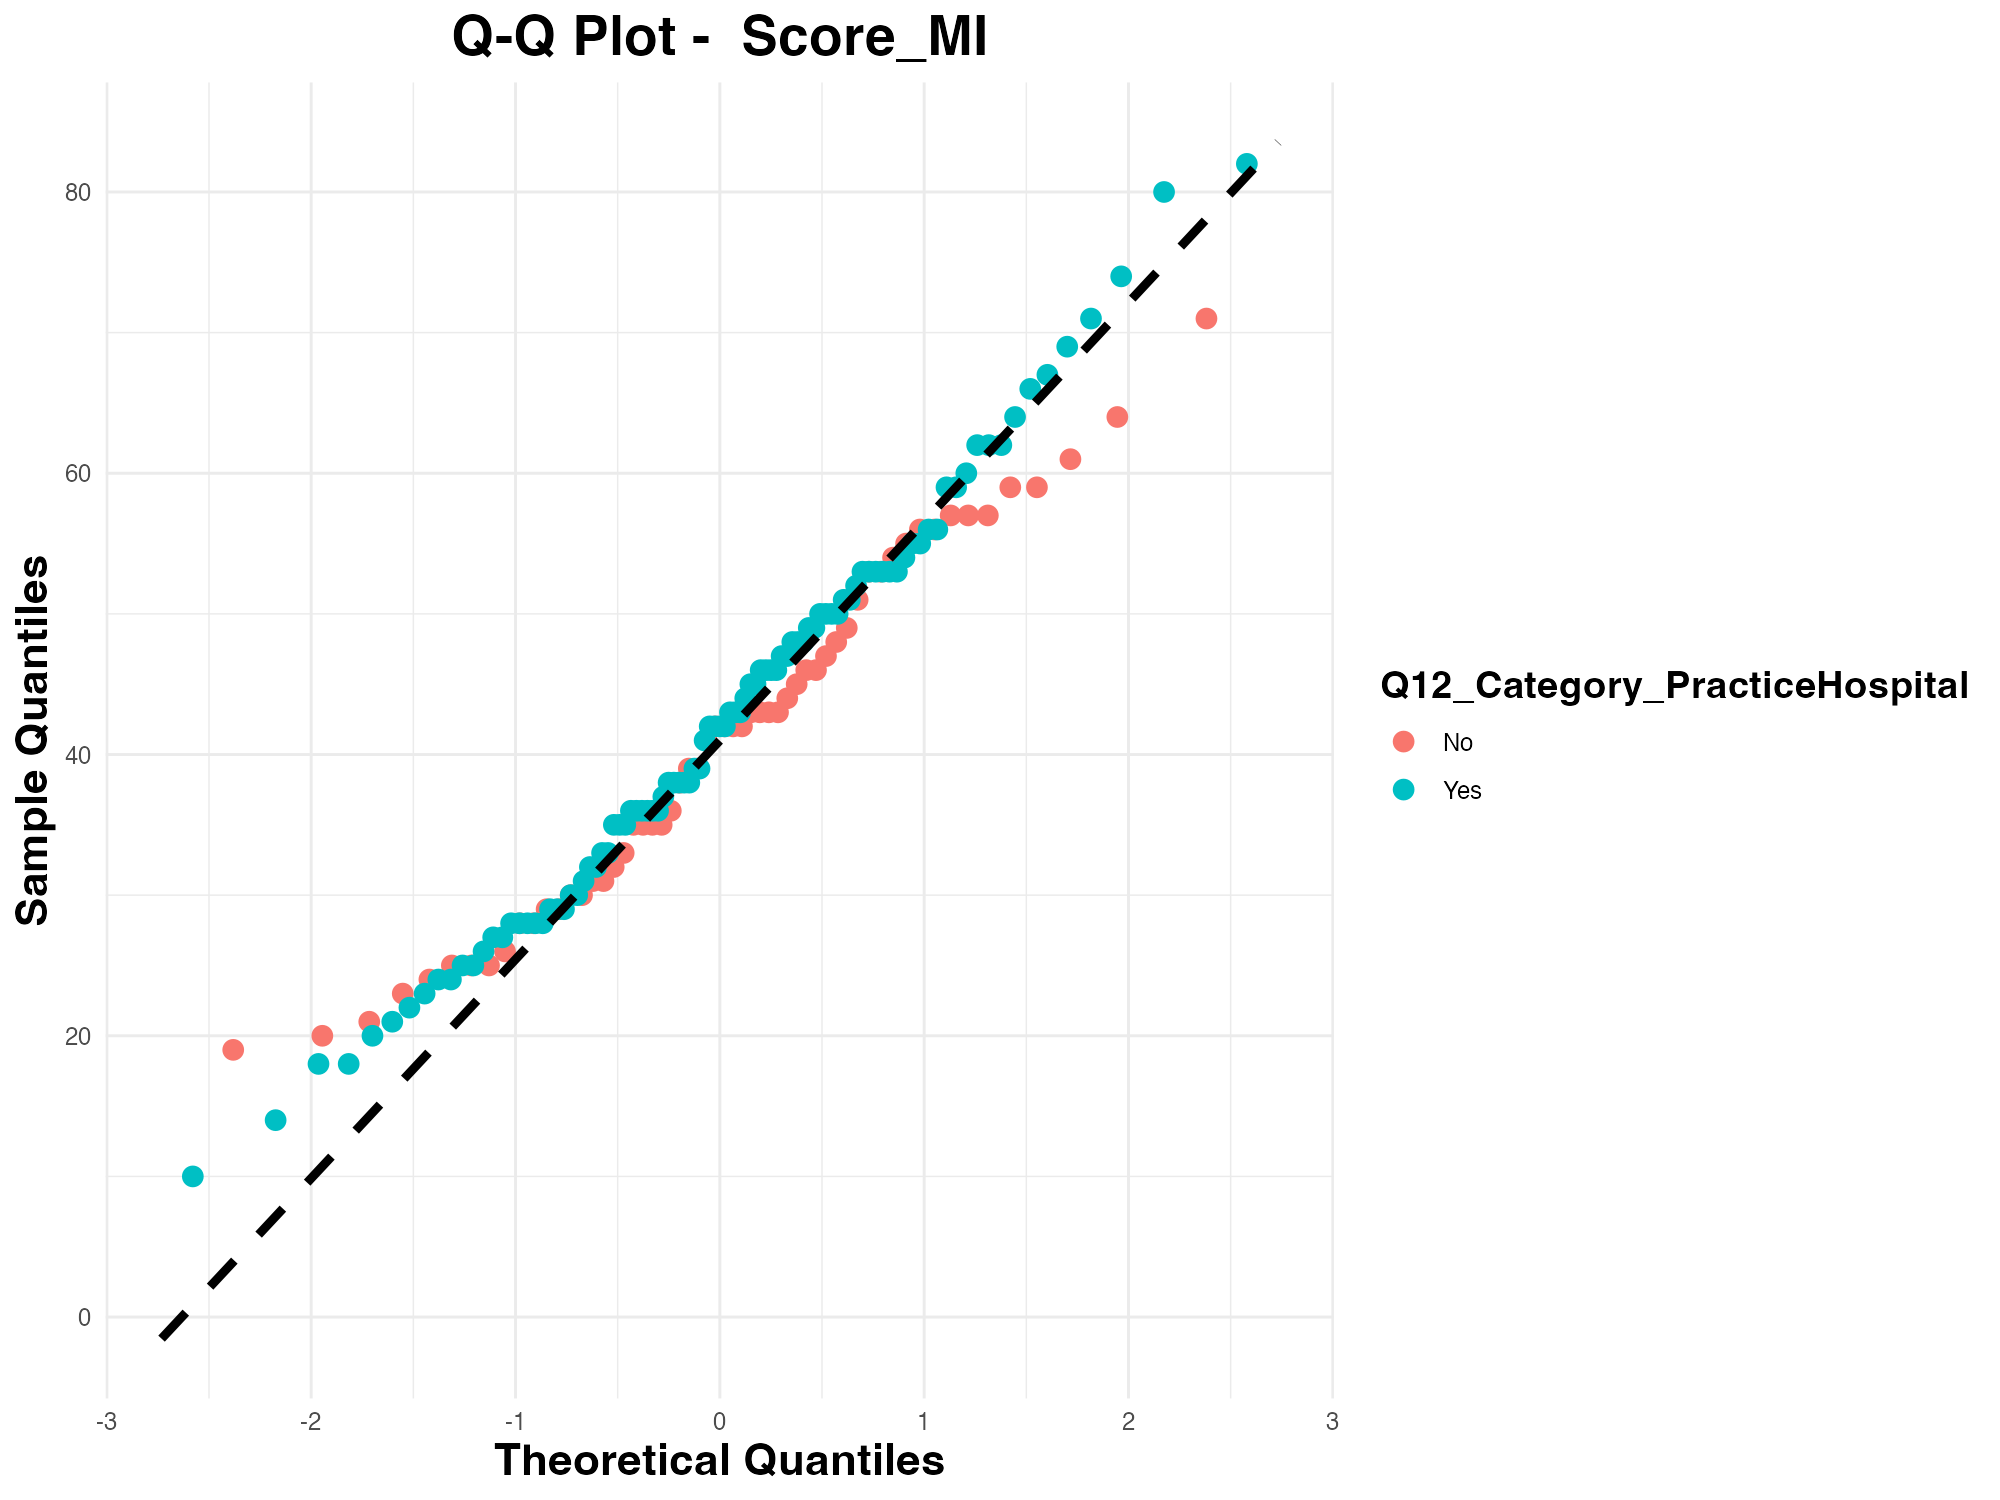 Q-Q Plot -  Score_MI
Sample Quantiles
80
60
40
20
0
-3
-2
-1
0
1
2
3
Theoretical Quantiles
Q12_Category_PracticeHospital
No
Yes